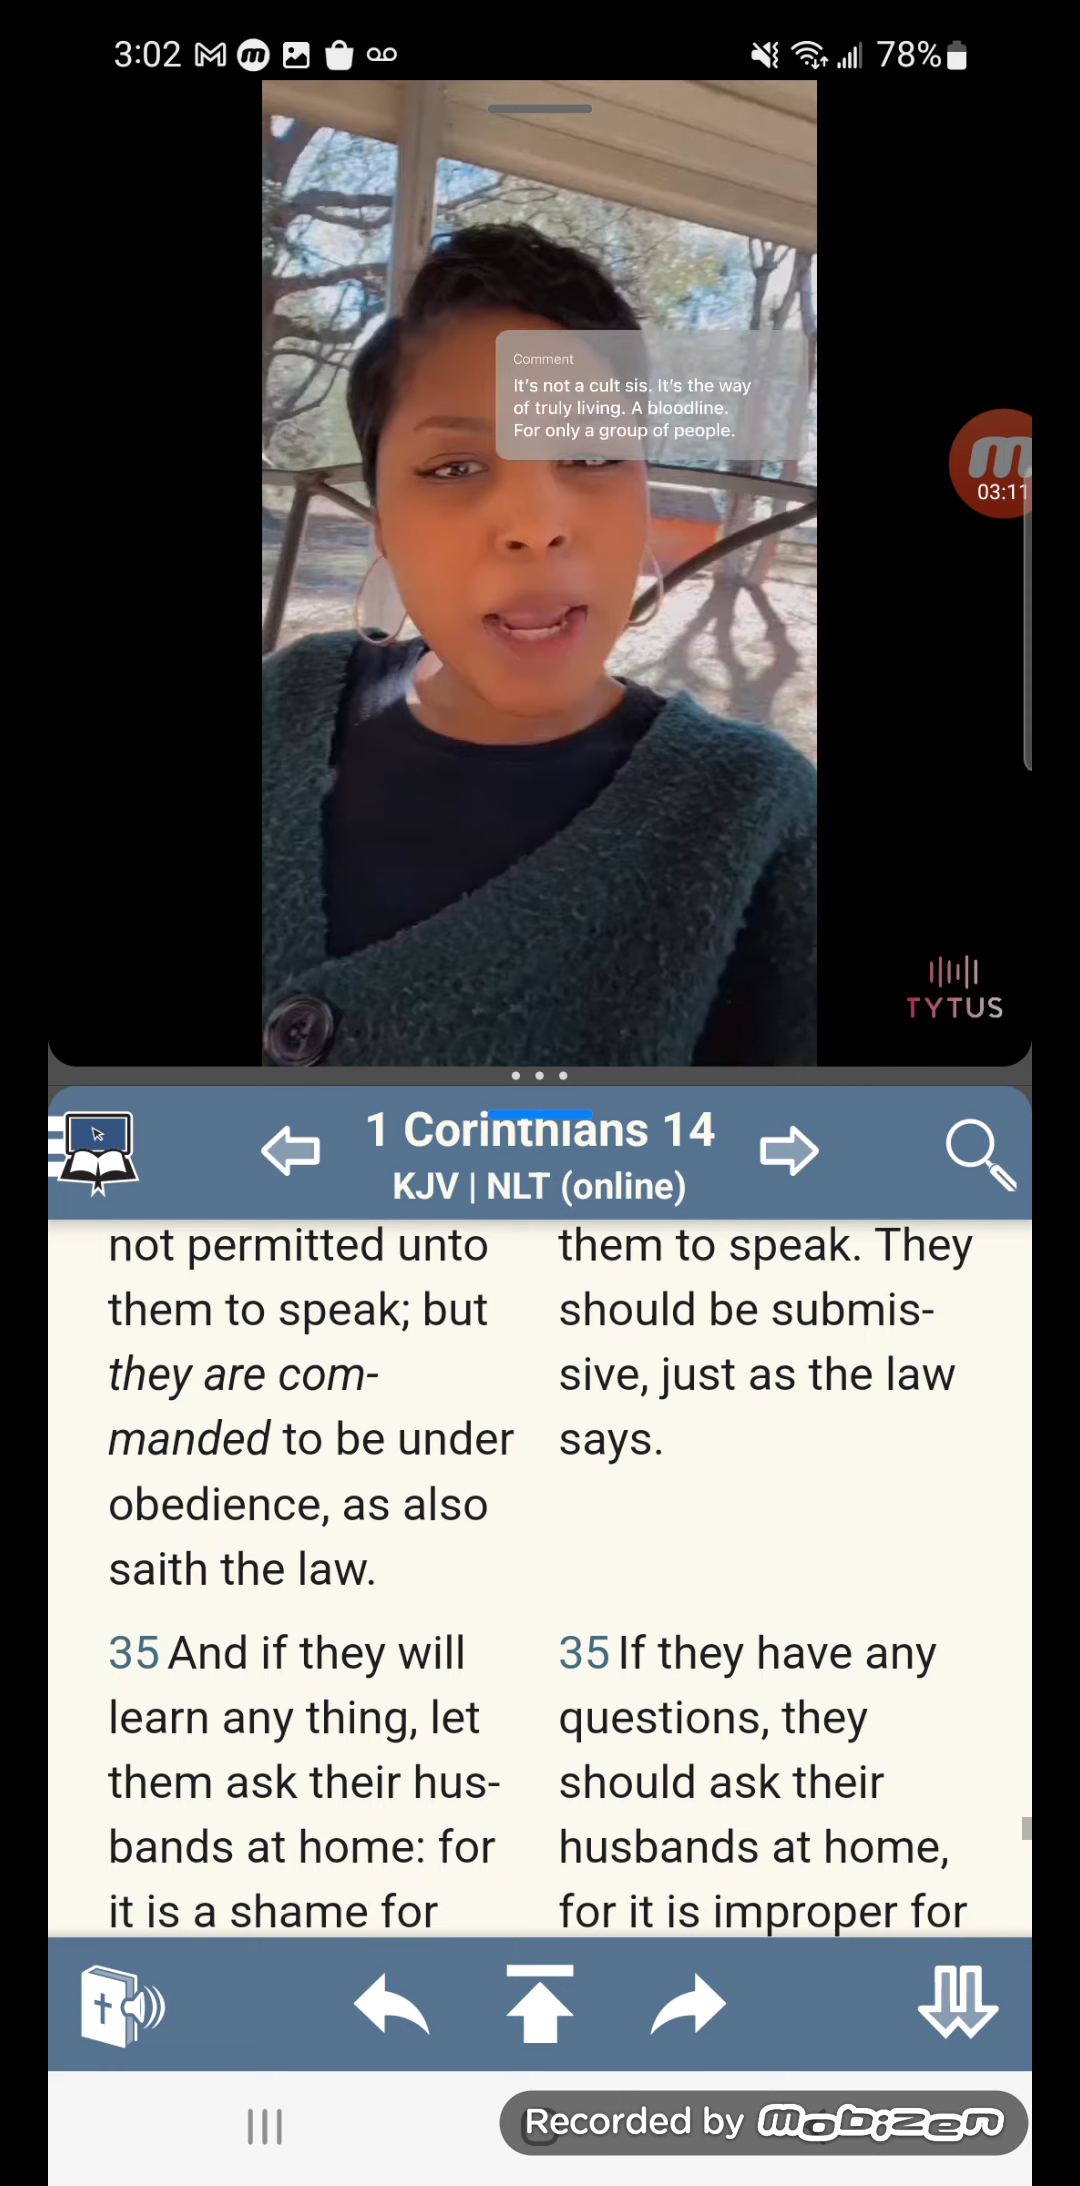 3:02
78%
Comment
It's not a cult sis. It's the way
of truly living. A bloodline.
For only a group of people.
03:11
TYTUS
1 Corinthians 14
KJV | NLT (online)
not permitted unto
them to speak; but
they are com-
manded to be under
obedience, as also
saith the law.
35 And if they will
learn any thing, let
them ask their hus-
bands at home: for
it is a shame for
them to speak. They
should be submis-
sive, just as the law
says.
35 If they have any
questions, they
should ask their
husbands at home,
for it is improper for
Recorded by mobizen